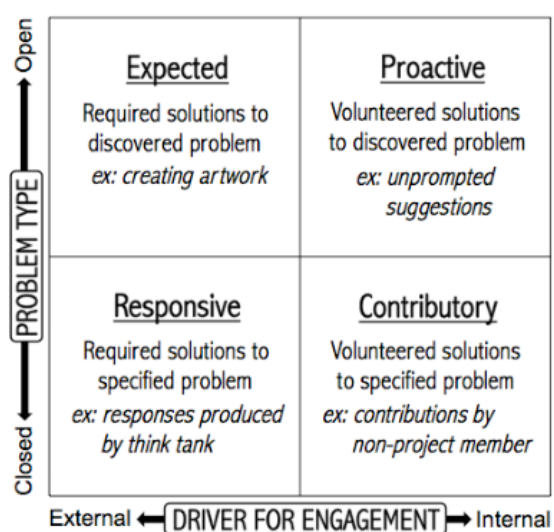 Open
PROBLEM TYPE
Closed
Expected
Required solutions to
discovered problem
ex: creating artwork
Proactive
Volunteered solutions
to discovered problem
ex: unprompted
suggestions
Responsive
Required solutions to
specified problem
ex: responses produced
by think tank
Contributory
Volunteered solutions
to specified problem
ex: contributions by
non-project member
External DRIVER FOR ENGAGEMENT Internal